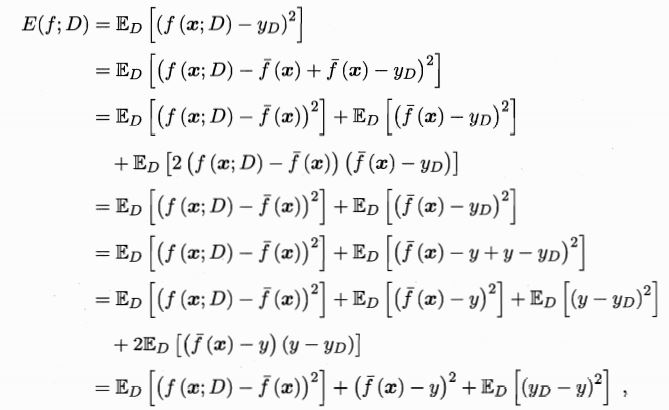 E(f;D) = 𝔼_D [(f (x; D) − y_D)²]
= 𝔼_D [(f (x; D) − f̄ (x) + f̄ (x) − y_D)²]
= 𝔼_D [(f (x; D) − f̄ (x))²] + 𝔼_D [(f̄ (x) − y_D)²]
+ 𝔼_D [2 (f (x; D) − f̄ (x)) (f̄ (x) − y_D)]
= 𝔼_D [(f (x; D) − f̄ (x))²] + 𝔼_D [(f̄ (x) − y_D)²]
= 𝔼_D [(f (x; D) − f̄ (x))²] + 𝔼_D [(f̄ (x) − y + y − y_D)²]
= 𝔼_D [(f (x; D) − f̄ (x))²] + 𝔼_D [(f̄ (x) − y)²] + 𝔼_D [(y − y_D)²]
+ 2𝔼_D [(f̄ (x) − y) (y − y_D)]
= 𝔼_D [(f (x; D) − f̄ (x))²] + (f̄ (x) − y)² + 𝔼_D [(y_D − y)²] ,